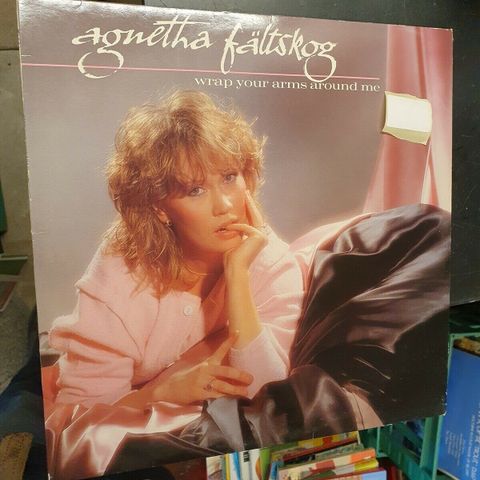 agnetha fältskog
wrap your arms around me